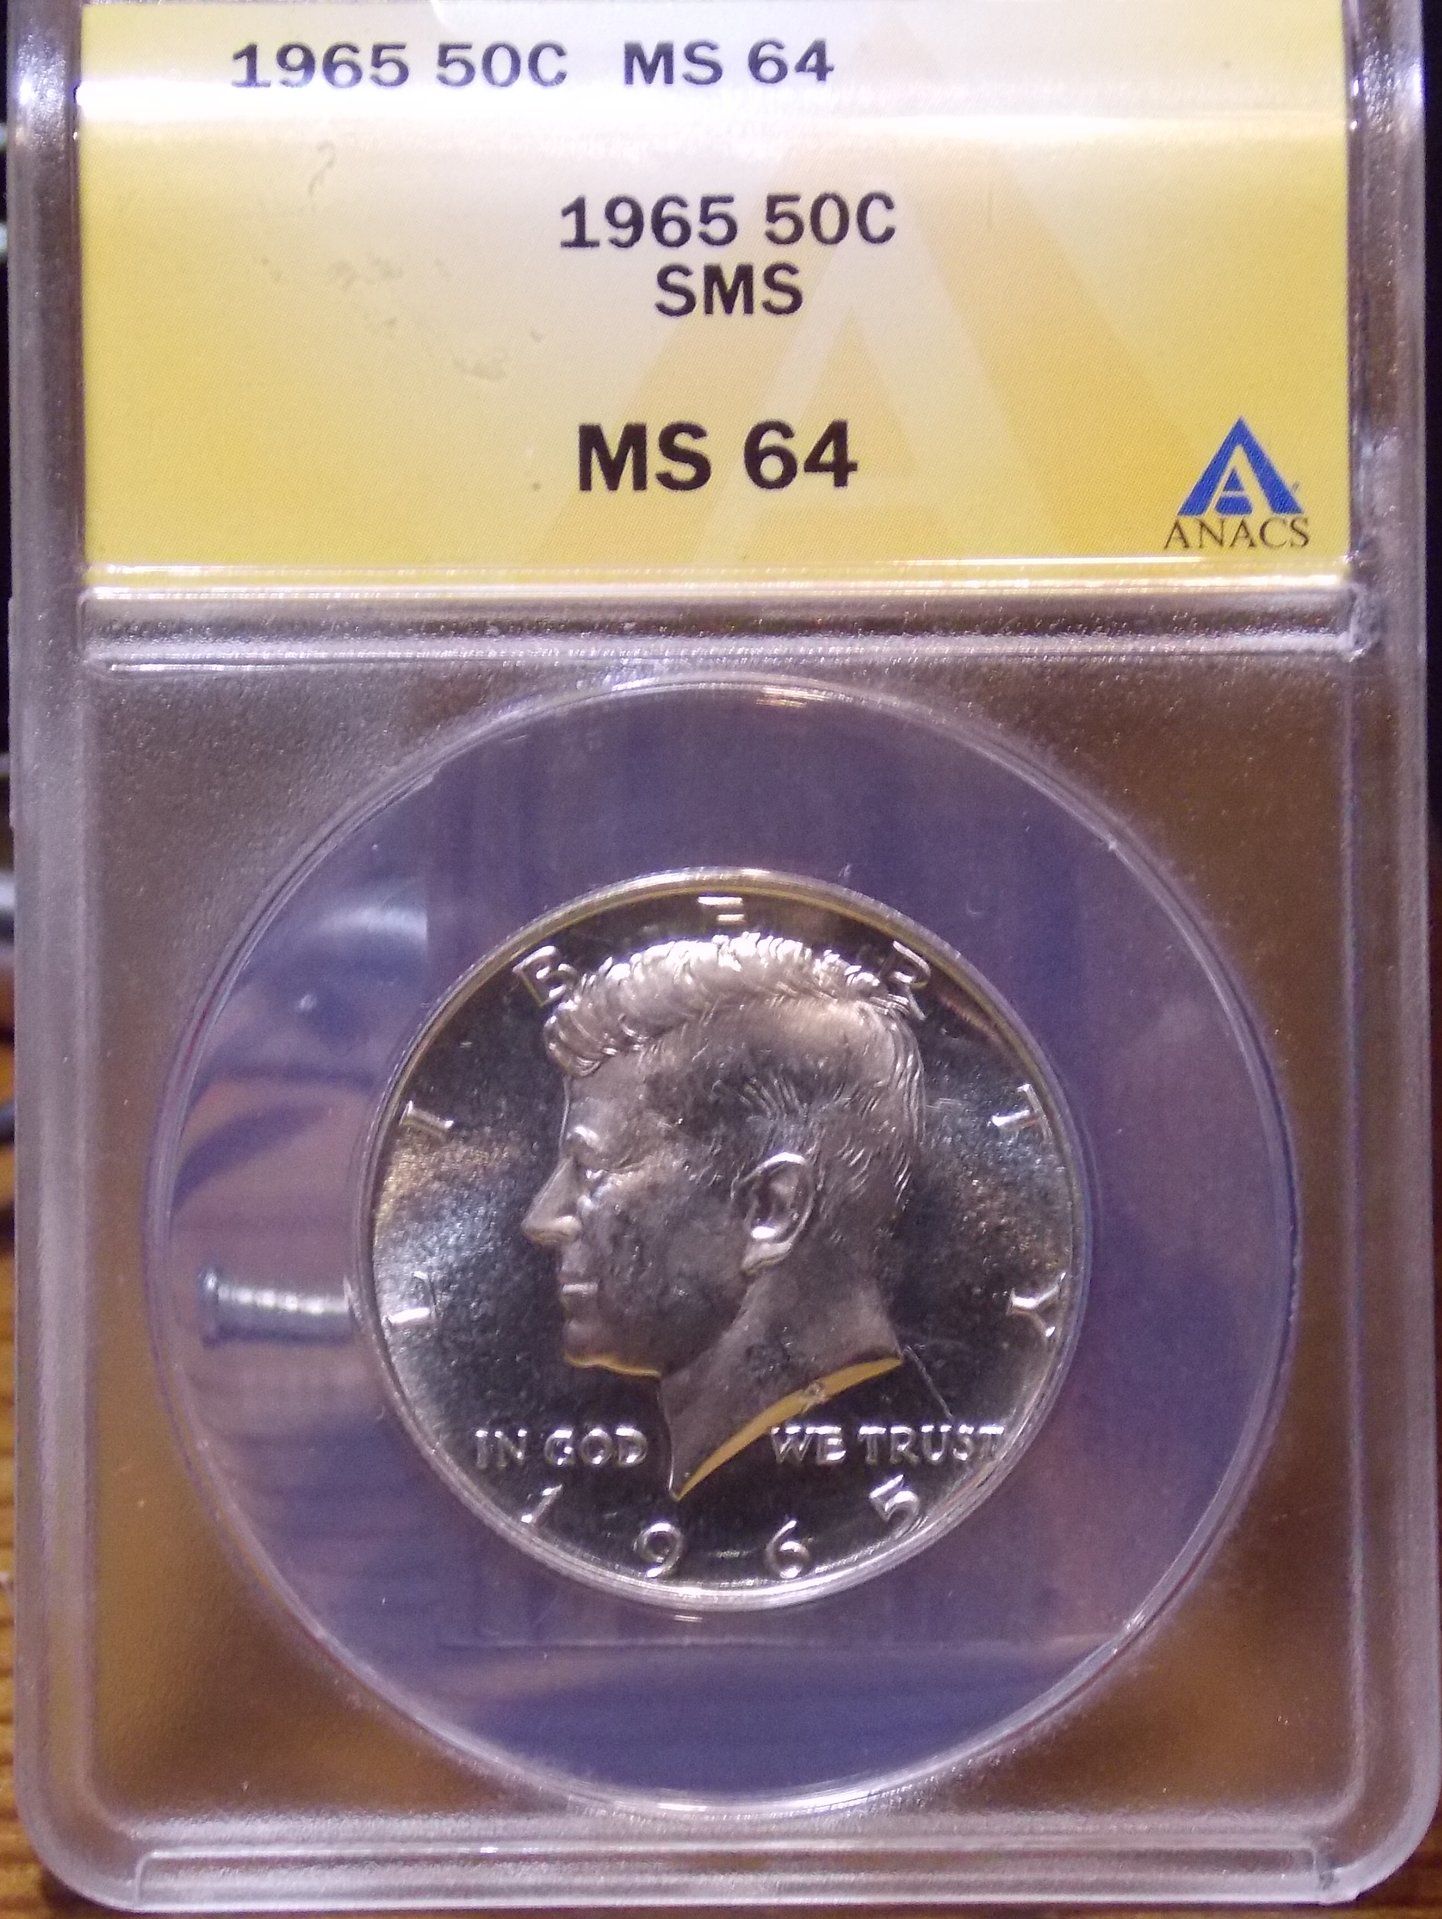 1965 50C MS 64
1965 50C
SMS
MS 64
ANACS
LIBERTY
IN GOD WE TRUST
1965